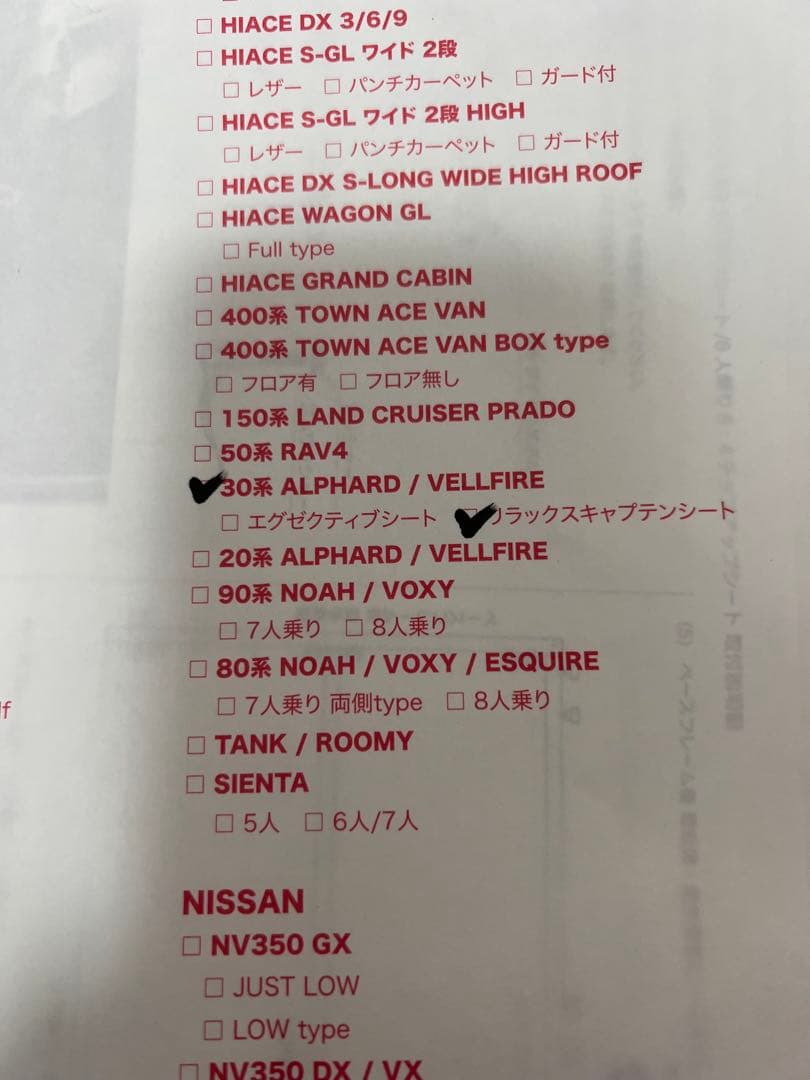 □ HIACE DX 3/6/9
□ HIACE S-GL ワイド 2段
□ レザー □ パンチカーペット □ ガード付
□ HIACE S-GL ワイド 2段 HIGH
□ レザー □ パンチカーペット □ ガード付
□ HIACE DX S-LONG WIDE HIGH ROOF
□ HIACE WAGON GL
□ Full type
□ HIACE GRAND CABIN
□ 400系 TOWN ACE VAN
□ 400系 TOWN ACE VAN BOX type
□ フロア有 □ フロア無し
□ 150系 LAND CRUISER PRADO
□ 50系 RAV4
✔ 30系 ALPHARD / VELLFIRE
□ エグゼクティブシート ✔ リラックスキャプテンシート
□ 20系 ALPHARD / VELLFIRE
□ 90系 NOAH / VOXY
□ 7人乗り □ 8人乗り
□ 80系 NOAH / VOXY / ESQUIRE
□ 7人乗り 両側type □ 8人乗り
□ TANK / ROOMY
□ SIENTA
□ 5人 □ 6人/7人
NISSAN
□ NV350 GX
□ JUST LOW
□ LOW type
□ NV350 DX / VX